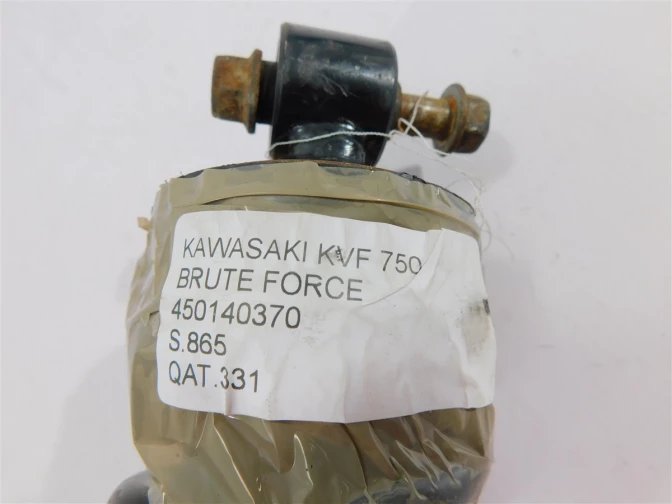 KAWASAKI KVF 750
BRUTE FORCE
450140370
S.865
QAT.331